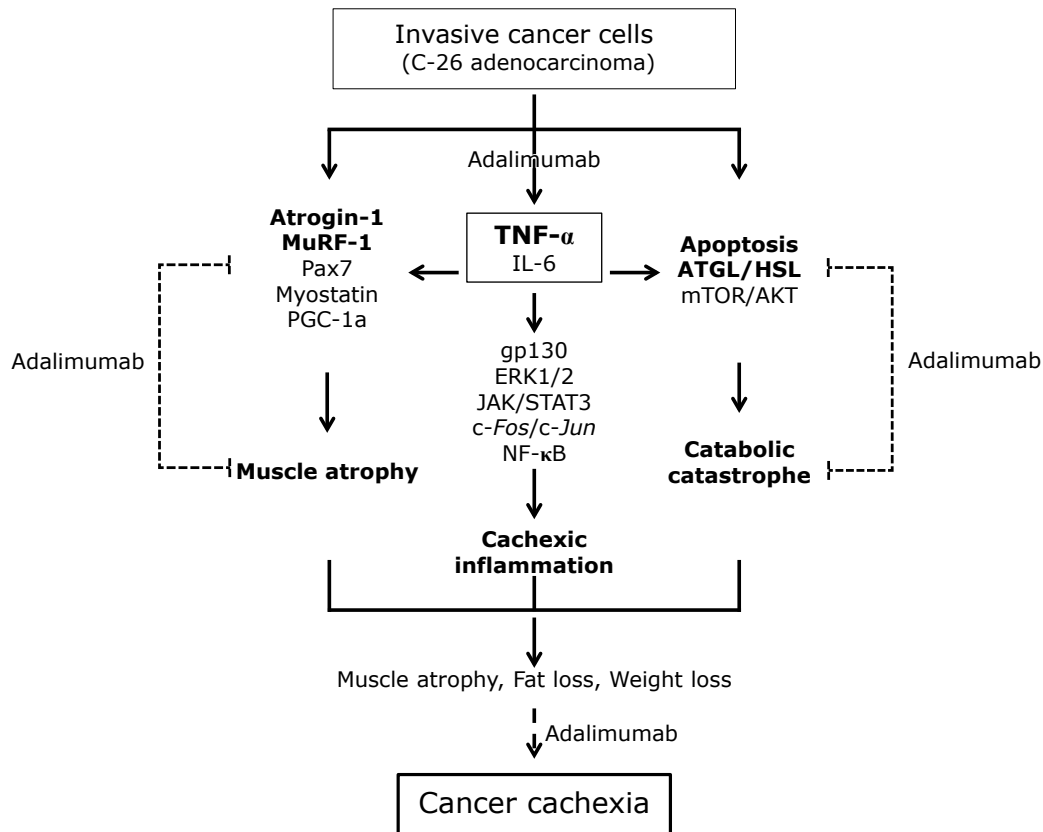 Invasive cancer cells
(C-26 adenocarcinoma)
Adalimumab
Atrogin-1
MuRF-1
Pax7
Myostatin
PGC-1a
TNF-α
IL-6
Apoptosis
ATGL/HSL
mTOR/AKT
Adalimumab
gp130
ERK1/2
JAK/STAT3
c-Fos/c-Jun
NF-κB
Adalimumab
Muscle atrophy
Catabolic
catastrophe
Cachexic
inflammation
Muscle atrophy, Fat loss, Weight loss
Adalimumab
Cancer cachexia